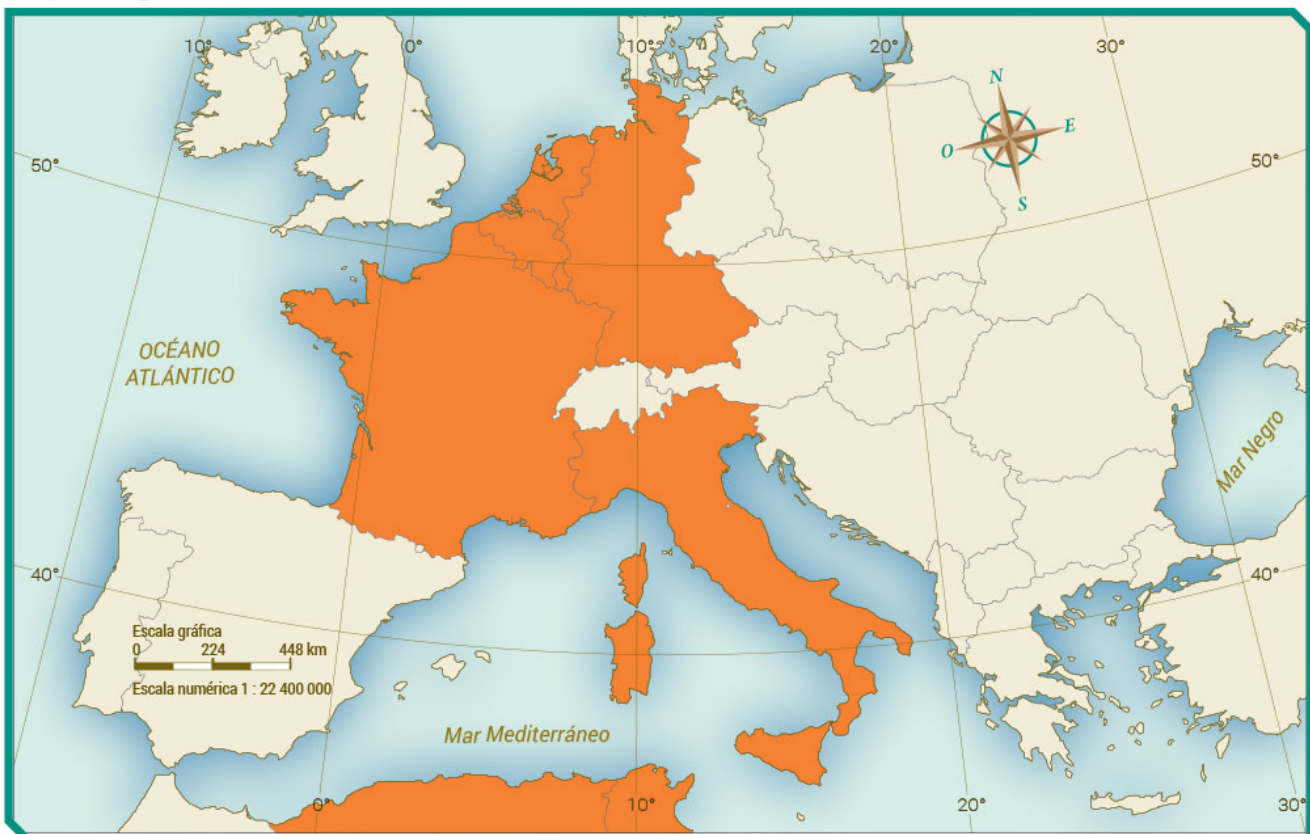 10°
0°
10°
20°
30°
N
O
E
S
50°
50°
OCÉANO
ATLÁNTICO
Mar Negro
40°
40°
Escala gráfica
0 224 448 km
Escala numérica 1 : 22 400 000
Mar Mediterráneo
0°
10°
20°
30°